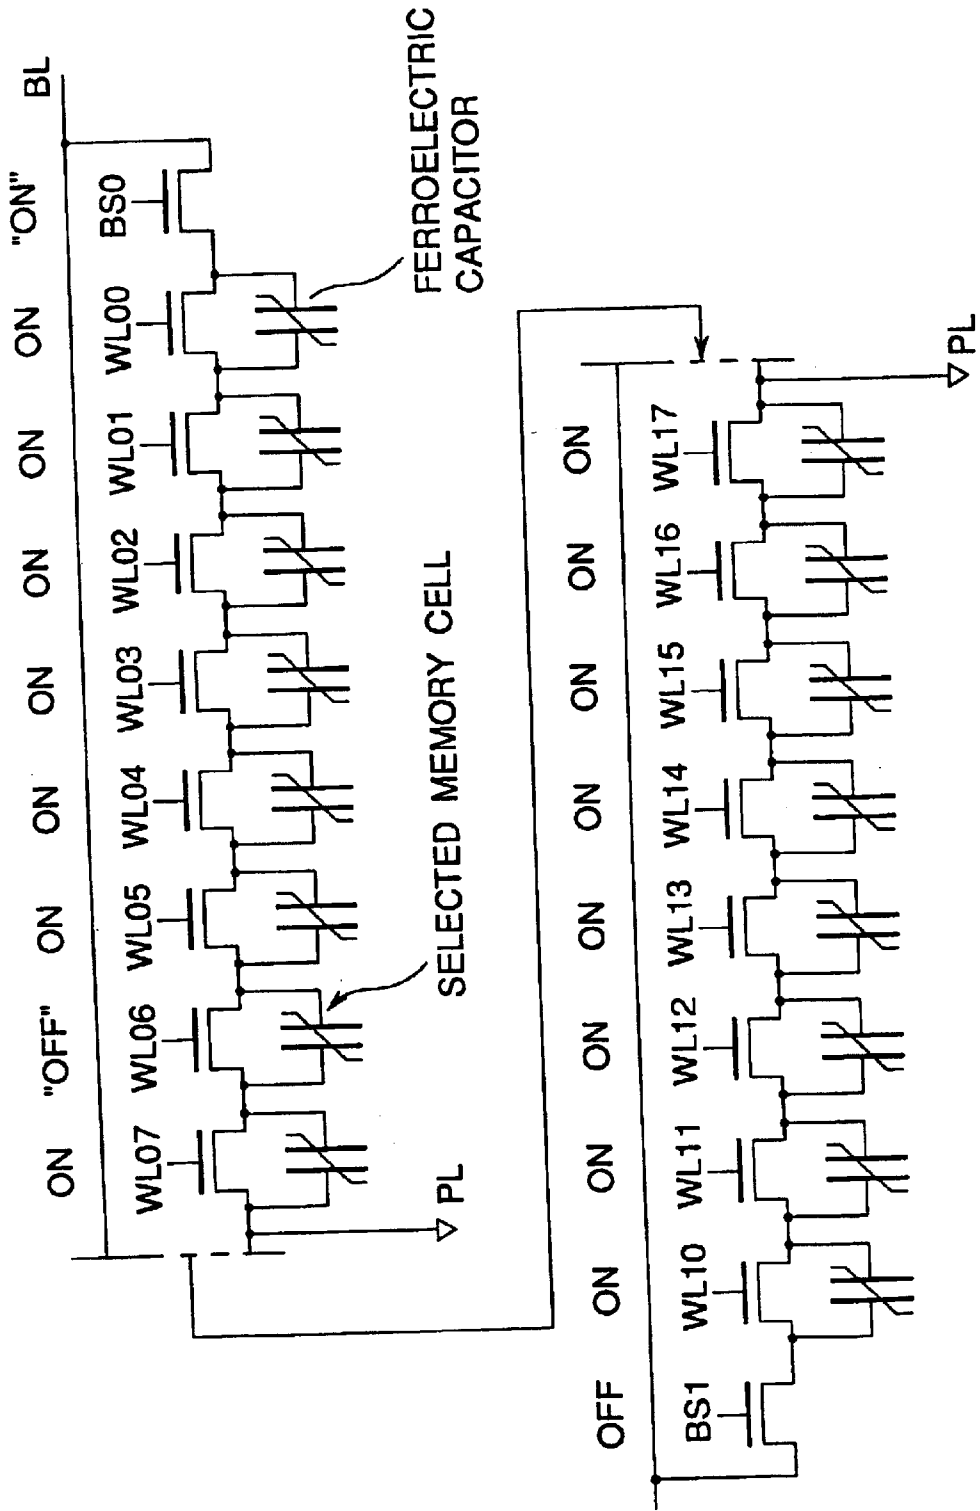 ON "OFF" ON ON ON ON ON ON "ON"
BL
WL07 WL06 WL05 WL04 WL03 WL02 WL01 WL00 BS0
PL
SELECTED MEMORY CELL
FERROELECTRIC
CAPACITOR
OFF ON ON ON ON ON ON ON ON
BS1 WL10 WL11 WL12 WL13 WL14 WL15 WL16 WL17
PL